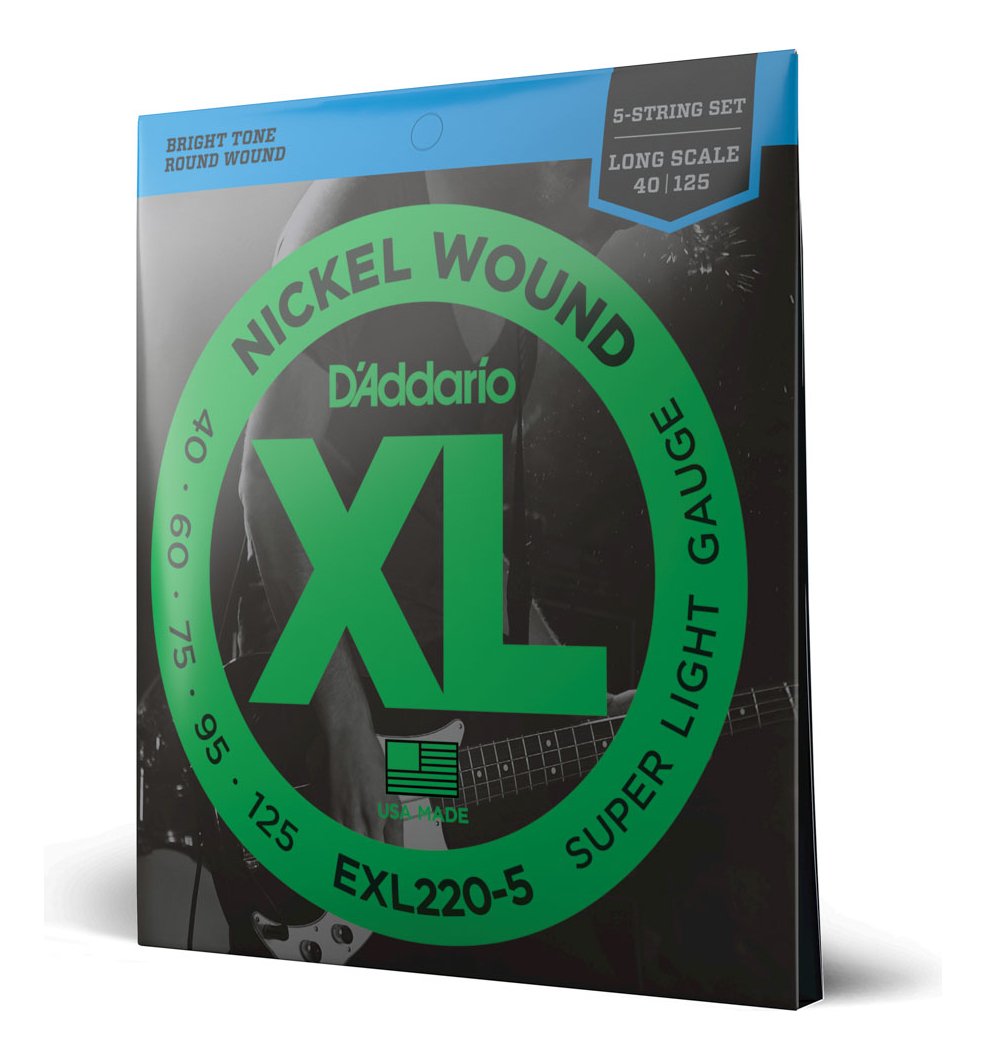 BRIGHT TONE
ROUND WOUND
5-STRING SET
LONG SCALE
40|125
NICKEL WOUND
D'Addario
XL
40 · 60 · 75 · 95 · 125
SUPER LIGHT GAUGE
USA MADE
EXL220-5